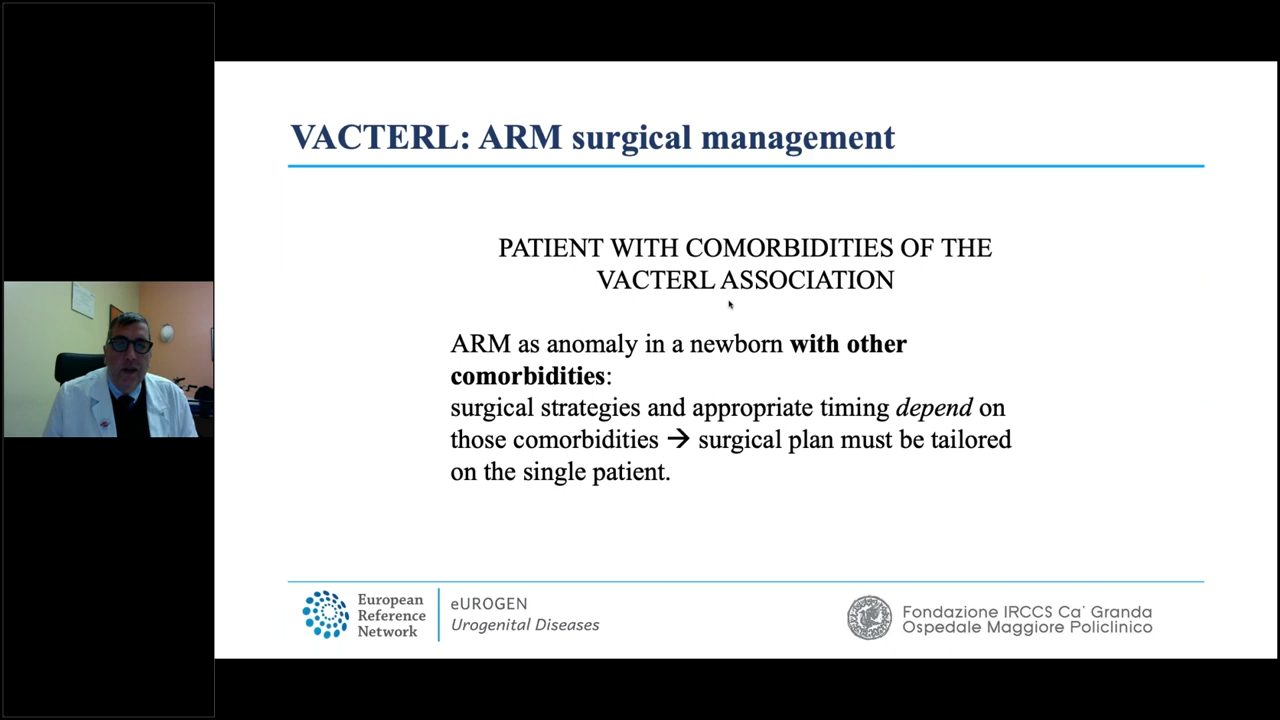 VACTERL: ARM surgical management
PATIENT WITH COMORBIDITIES OF THE
VACTERL ASSOCIATION
ARM as anomaly in a newborn with other
comorbidities:
surgical strategies and appropriate timing depend on
those comorbidities → surgical plan must be tailored
on the single patient.
European
Reference
Network
eUROGEN
Urogenital Diseases
Fondazione IRCCS Ca' Granda
Ospedale Maggiore Policlinico